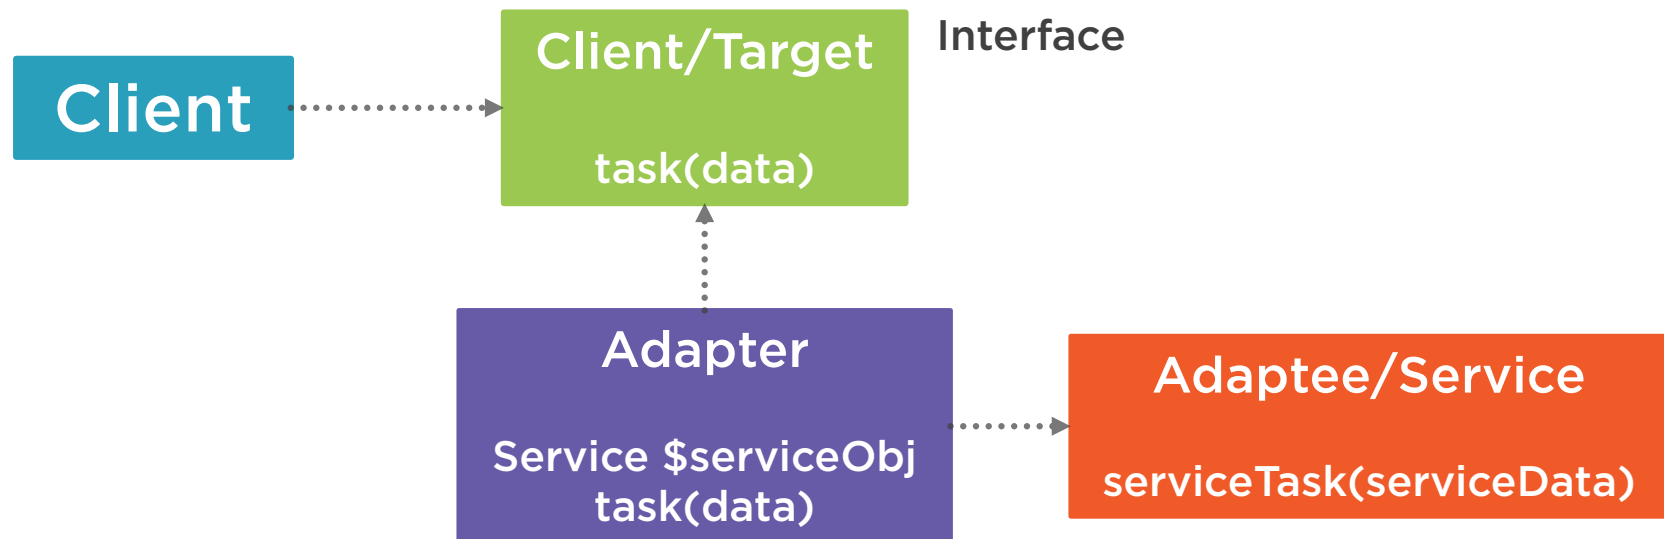 Client
Client/Target
task(data)
Interface
Adapter
Service $serviceObj
task(data)
Adaptee/Service
serviceTask(serviceData)